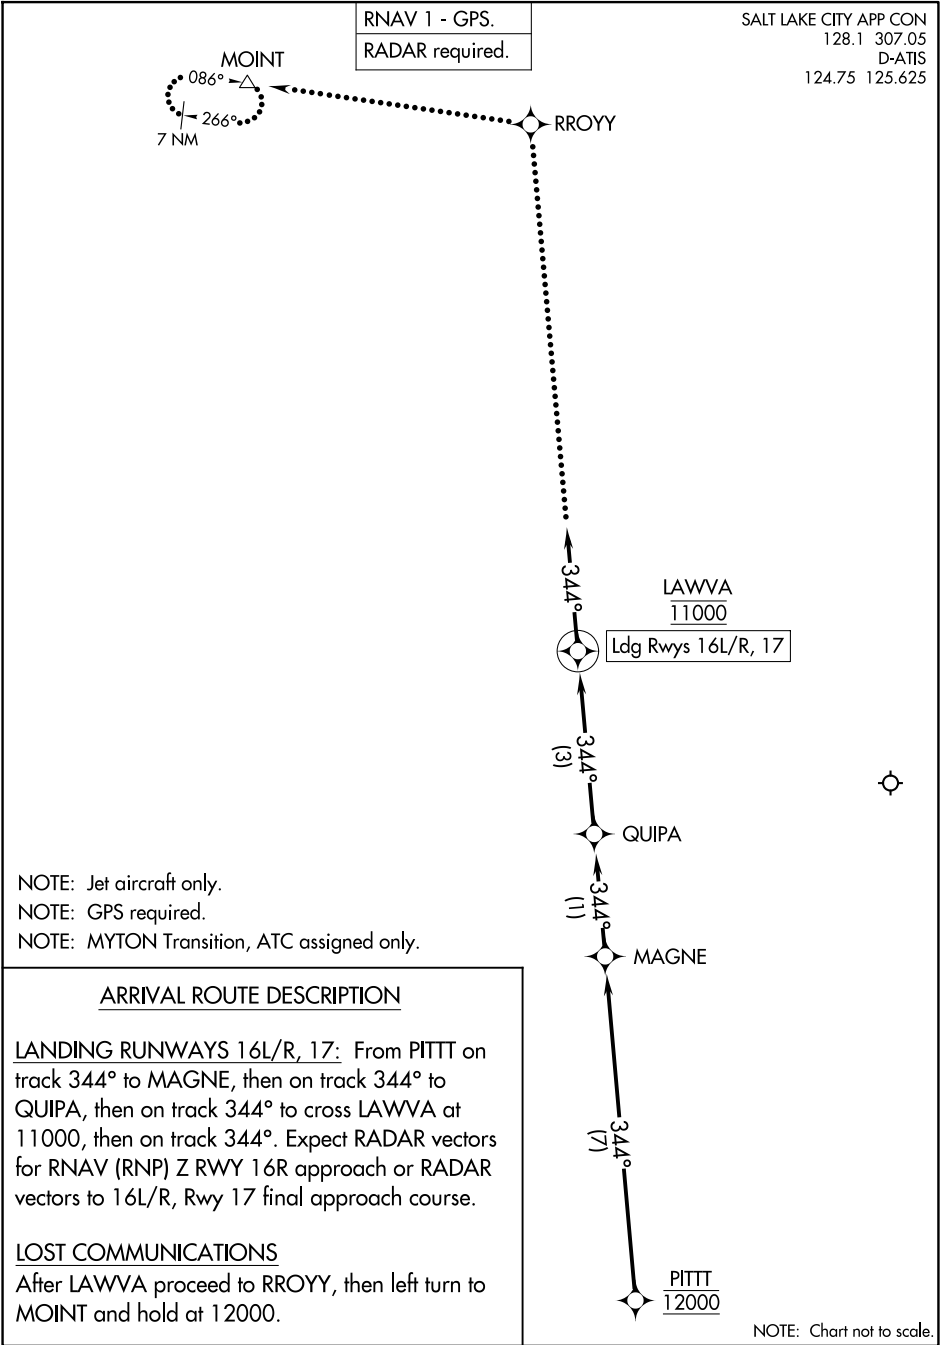 RNAV 1 - GPS.
RADAR required.
SALT LAKE CITY APP CON
128.1 307.05
D-ATIS
124.75 125.625
MOINT
086°
266°
7 NM
RROYY
344°
LAWVA
11000
Ldg Rwys 16L/R, 17
344°
(3)
QUIPA
344°
(1)
MAGNE
344°
(7)
PITTT
12000
NOTE: Jet aircraft only.
NOTE: GPS required.
NOTE: MYTON Transition, ATC assigned only.
ARRIVAL ROUTE DESCRIPTION
LANDING RUNWAYS 16L/R, 17: From PITTT on
track 344° to MAGNE, then on track 344° to
QUIPA, then on track 344° to cross LAWVA at
11000, then on track 344°. Expect RADAR vectors
for RNAV (RNP) Z RWY 16R approach or RADAR
vectors to 16L/R, Rwy 17 final approach course.
LOST COMMUNICATIONS
After LAWVA proceed to RROYY, then left turn to
MOINT and hold at 12000.
NOTE: Chart not to scale.